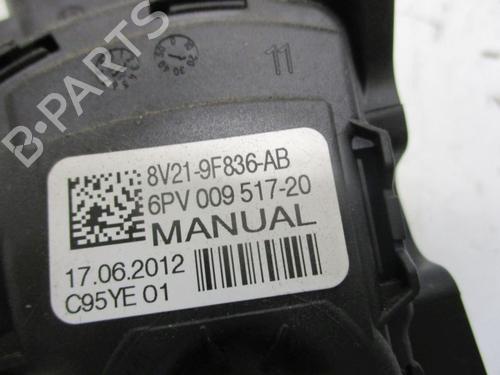 B-PARTS
11
8V21-9F836-AB
6PV 009 517-20
MANUAL
17.06.2012
C95YE 01